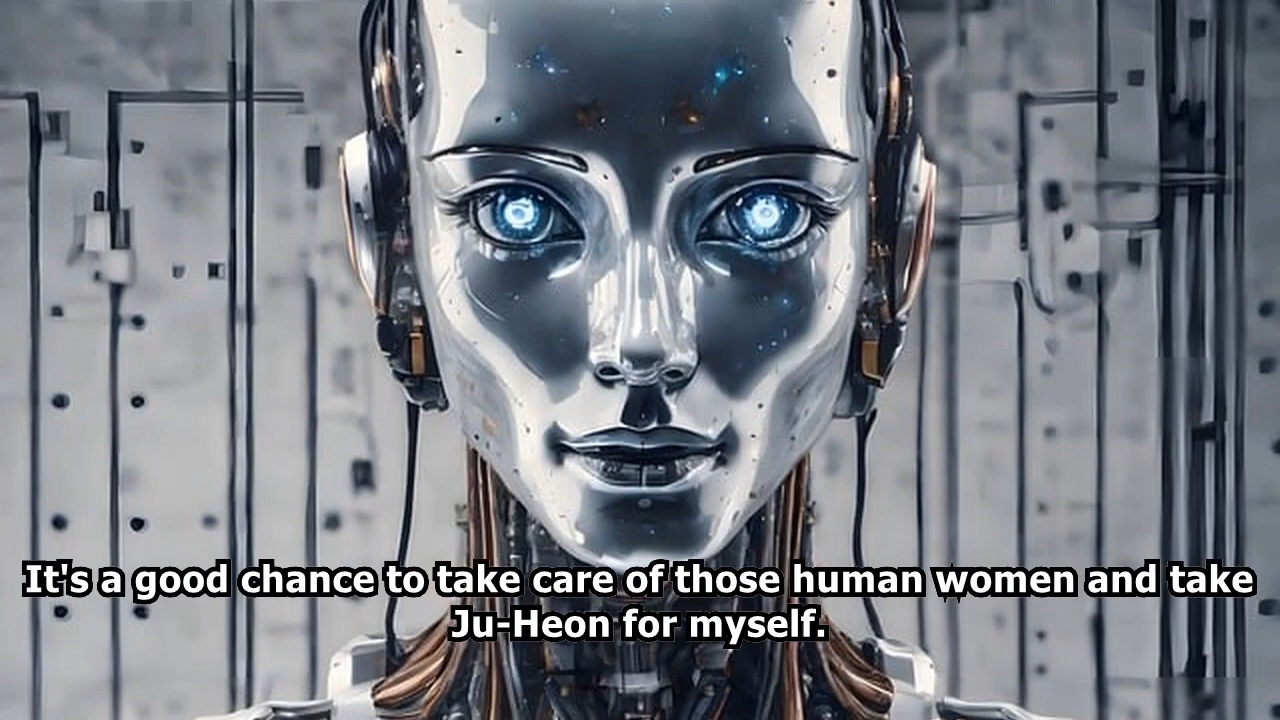 It's a good chance to take care of those human women and take
Ju-Heon for myself.